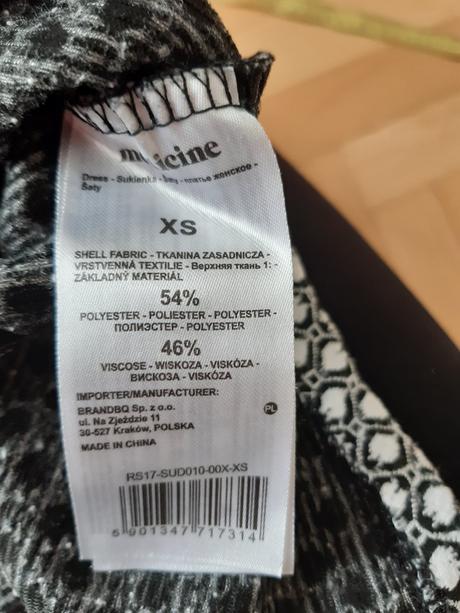 Dress - Sukienka - - платье женское -
Šaty
XS
SHELL FABRIC - TKANINA ZASADNICZA -
VRSTVENNÁ TEXTILIE - Верхняя ткань 1: -
ZÁKLADNÝ MATERIÁL
54%
POLYESTER - POLIESTER - POLYESTER -
ПОЛИЭСТЕР - POLYESTER
46%
VISCOSE - WISKOZA - VISKÓZA -
ВИСКОЗА - VISKÓZA
IMPORTER/MANUFACTURER:
BRANDBQ Sp. z o.o.
ul. Na Zjeździe 11
30-527 Kraków, POLSKA
PL
MADE IN CHINA
RS17-SUD010-00X-XS
5 901347 717314